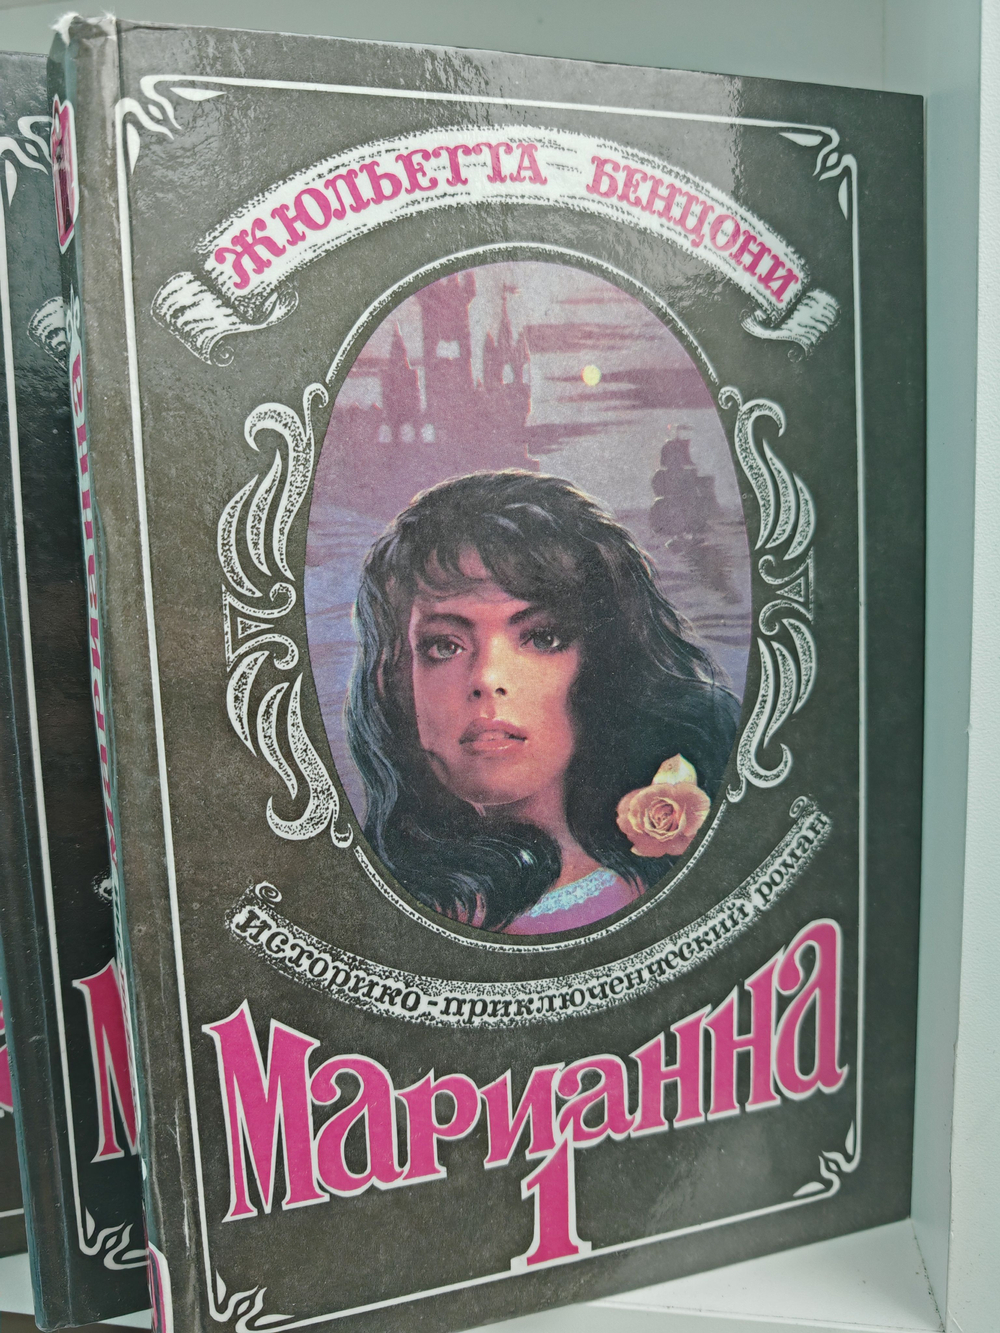 ЖЮЛЬЕТТА БЕНЦОНИ
историко-приключенческий роман
Марианна
1